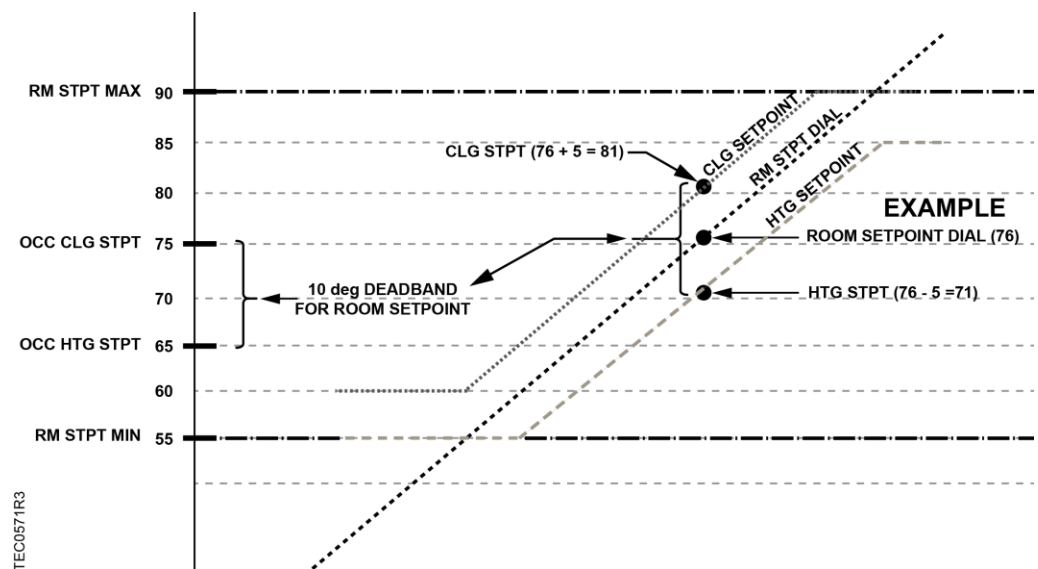 RM STPT MAX 90
85
CLG STPT (76 + 5 = 81)
CLG SETPOINT
RM STPT DIAL
HTG SETPOINT
80
EXAMPLE
OCC CLG STPT 75
ROOM SETPOINT DIAL (76)
10 deg DEADBAND
FOR ROOM SETPOINT
70
HTG STPT (76 - 5 =71)
OCC HTG STPT 65
60
RM STPT MIN 55
TEC0571R3